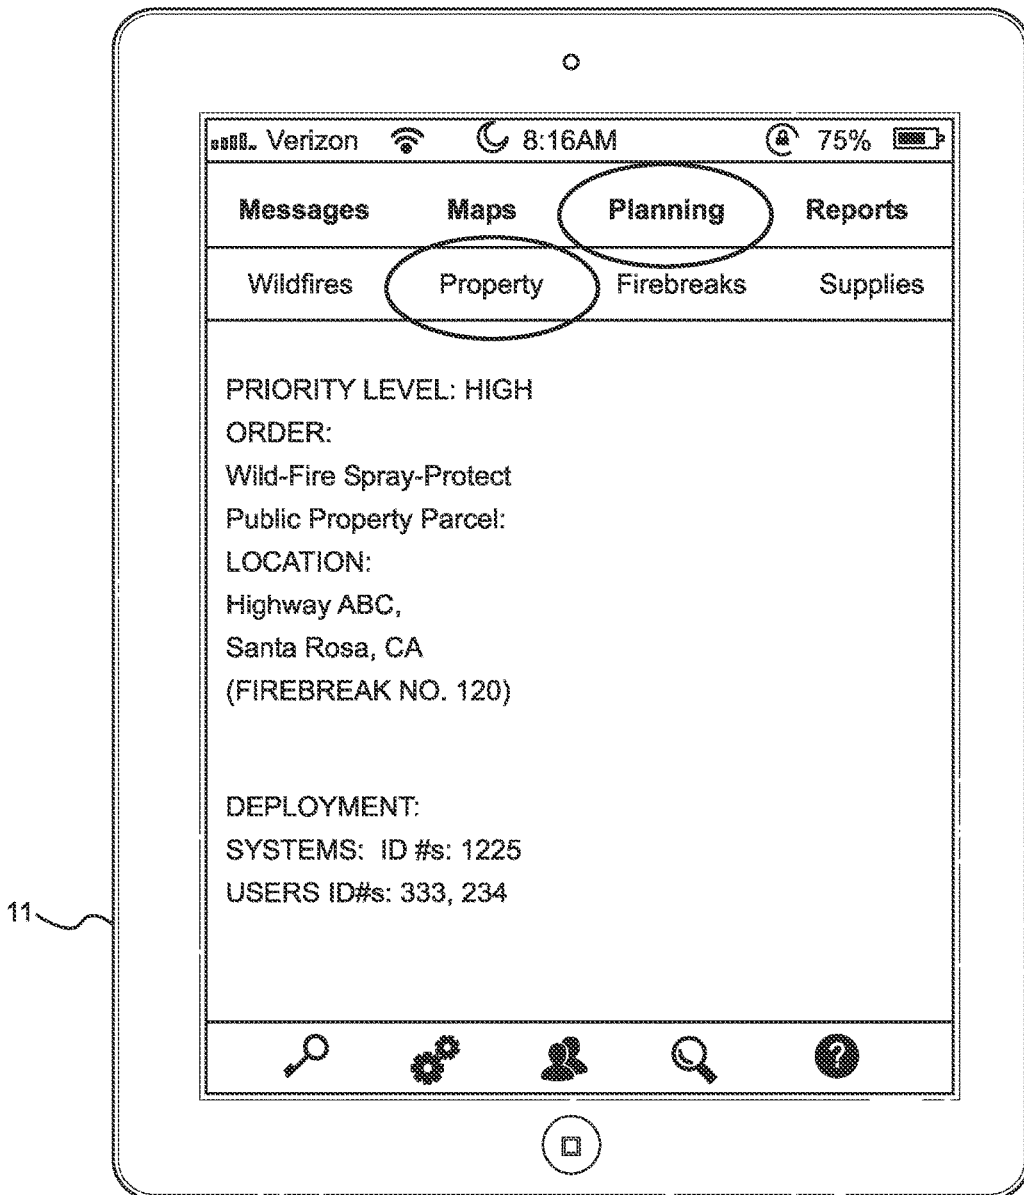 Verizon 8:16AM 75%
Messages Maps Planning Reports
Wildfires Property Firebreaks Supplies
PRIORITY LEVEL: HIGH
ORDER:
Wild-Fire Spray-Protect
Public Property Parcel:
LOCATION:
Highway ABC,
Santa Rosa, CA
(FIREBREAK NO. 120)
DEPLOYMENT:
SYSTEMS: ID #s: 1225
USERS ID#s: 333, 234
11
?